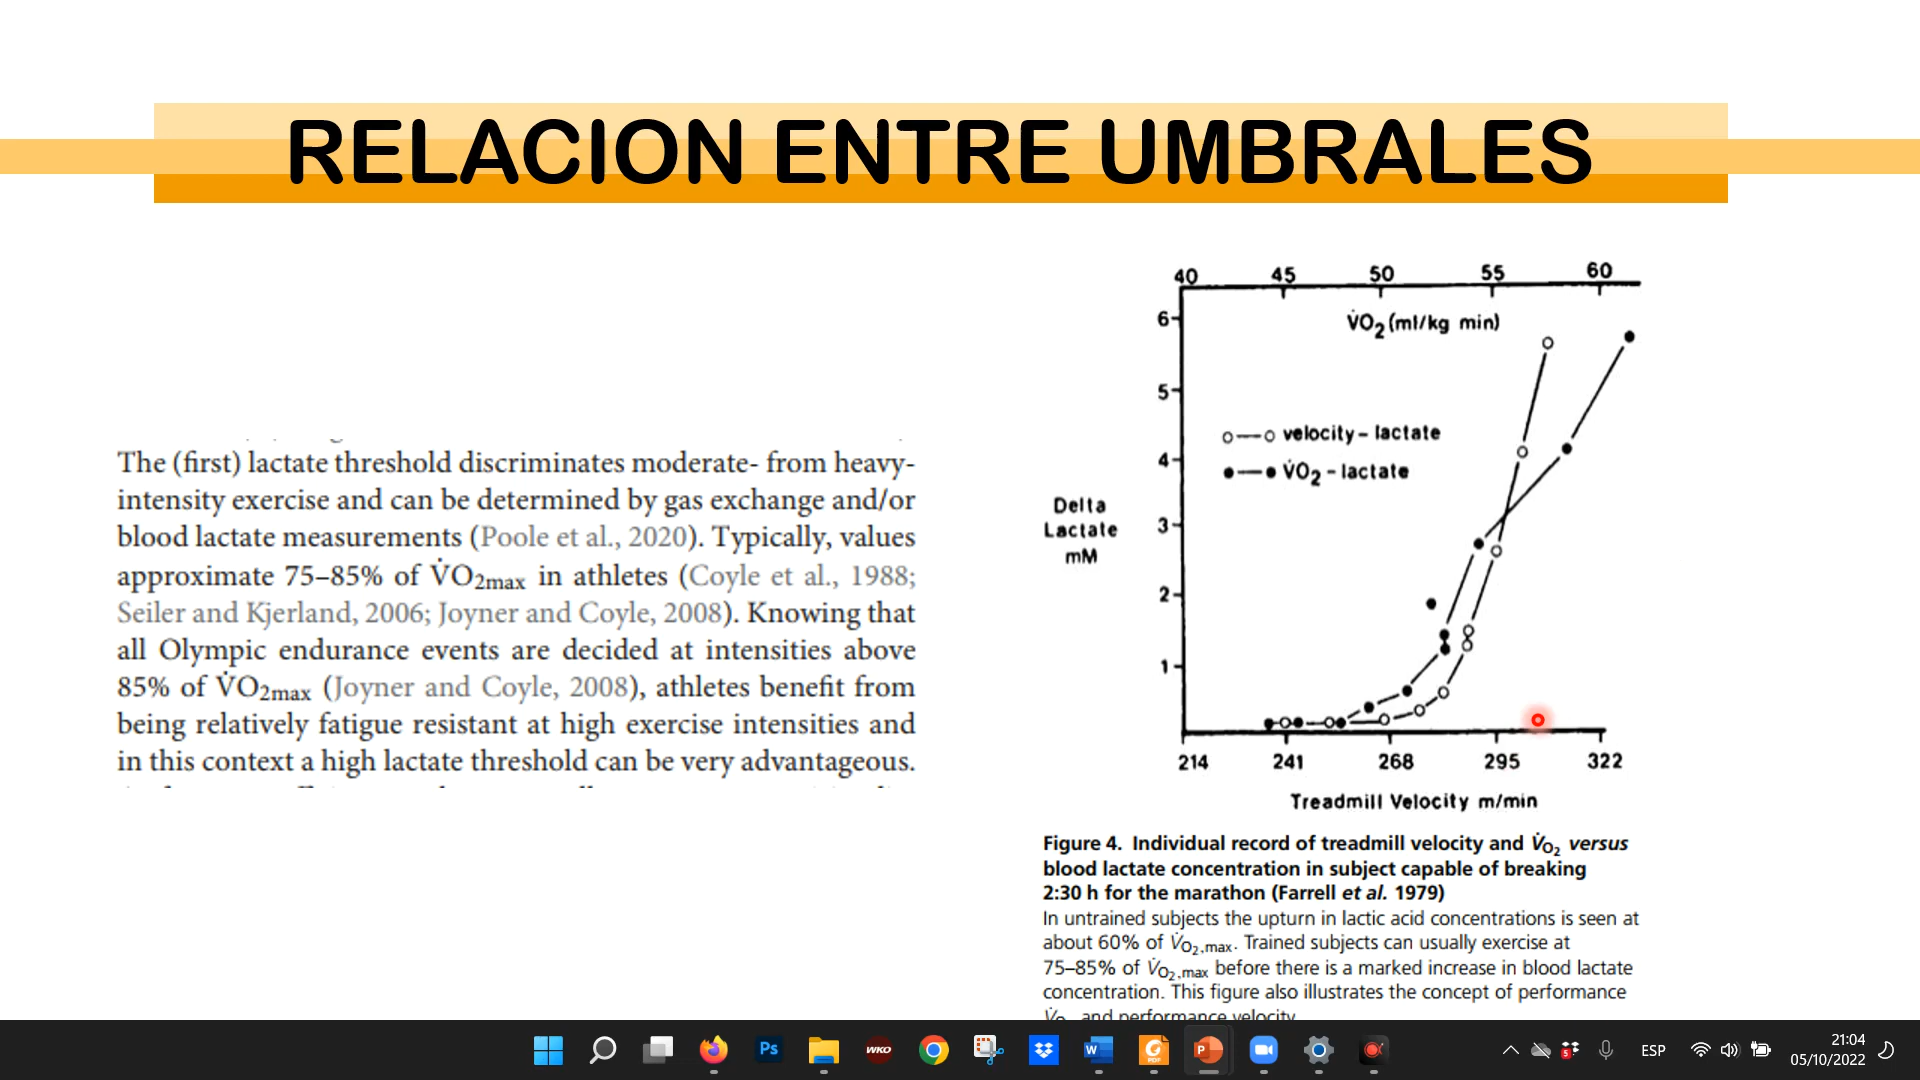 RELACION ENTRE UMBRALES
The (first) lactate threshold discriminates moderate- from heavy-
intensity exercise and can be determined by gas exchange and/or
blood lactate measurements (Poole et al., 2020). Typically, values
approximate 75–85% of V̇O2max in athletes (Coyle et al., 1988;
Seiler and Kjerland, 2006; Joyner and Coyle, 2008). Knowing that
all Olympic endurance events are decided at intensities above
85% of V̇O2max (Joyner and Coyle, 2008), athletes benefit from
being relatively fatigue resistant at high exercise intensities and
in this context a high lactate threshold can be very advantageous.
40 45 50 55 60
V̇O2 (ml/kg min)
6
5
4
3
2
1
velocity – lactate
V̇O2 – lactate
Delta
Lactate
mM
214 241 268 295 322
Treadmill Velocity m/min
Figure 4. Individual record of treadmill velocity and V̇O2 versus
blood lactate concentration in subject capable of breaking
2:30 h for the marathon (Farrell et al. 1979)
In untrained subjects the upturn in lactic acid concentrations is seen at
about 60% of V̇O2,max. Trained subjects can usually exercise at
75–85% of V̇O2,max before there is a marked increase in blood lactate
concentration. This figure also illustrates the concept of performance
and performance velocity
Ps
WKO
W
PDF
P
5
ESP
21:04
05/10/2022